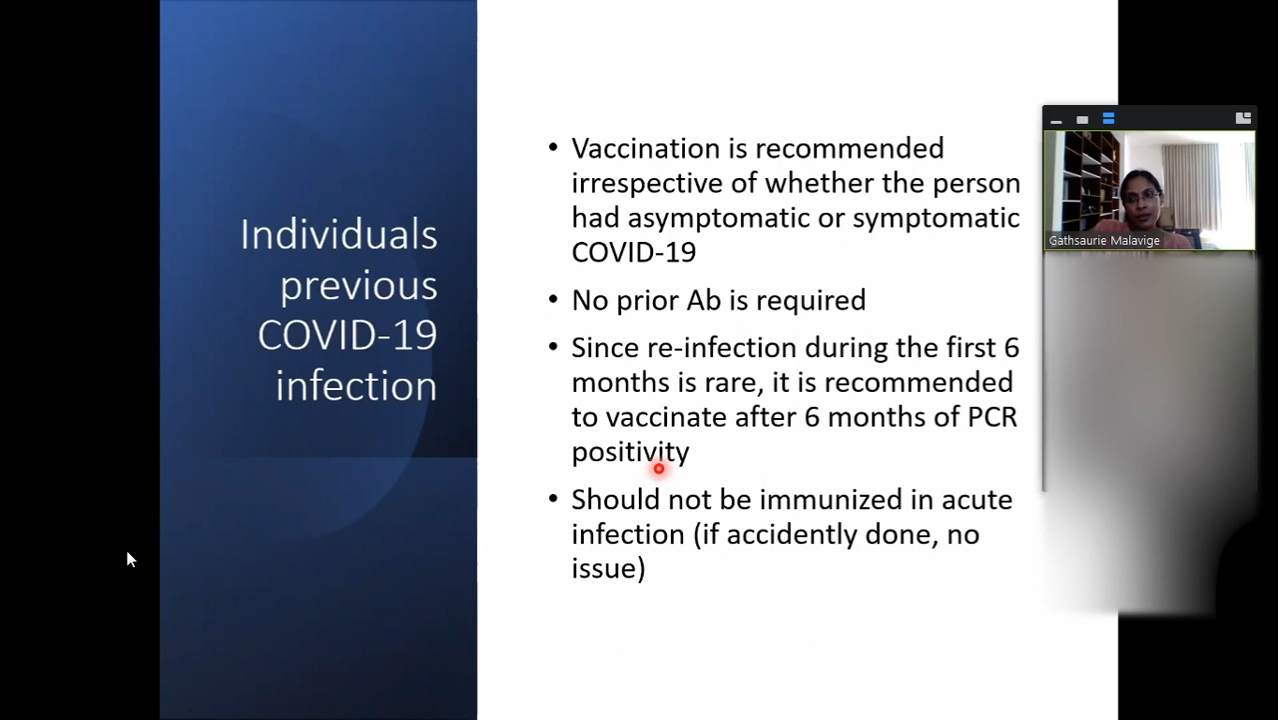 Individuals
previous
COVID-19
infection
• Vaccination is recommended
irrespective of whether the person
had asymptomatic or symptomatic
COVID-19
• No prior Ab is required
• Since re-infection during the first 6
months is rare, it is recommended
to vaccinate after 6 months of PCR
positivity
• Should not be immunized in acute
infection (if accidently done, no
issue)
Gathsaurie Malavige